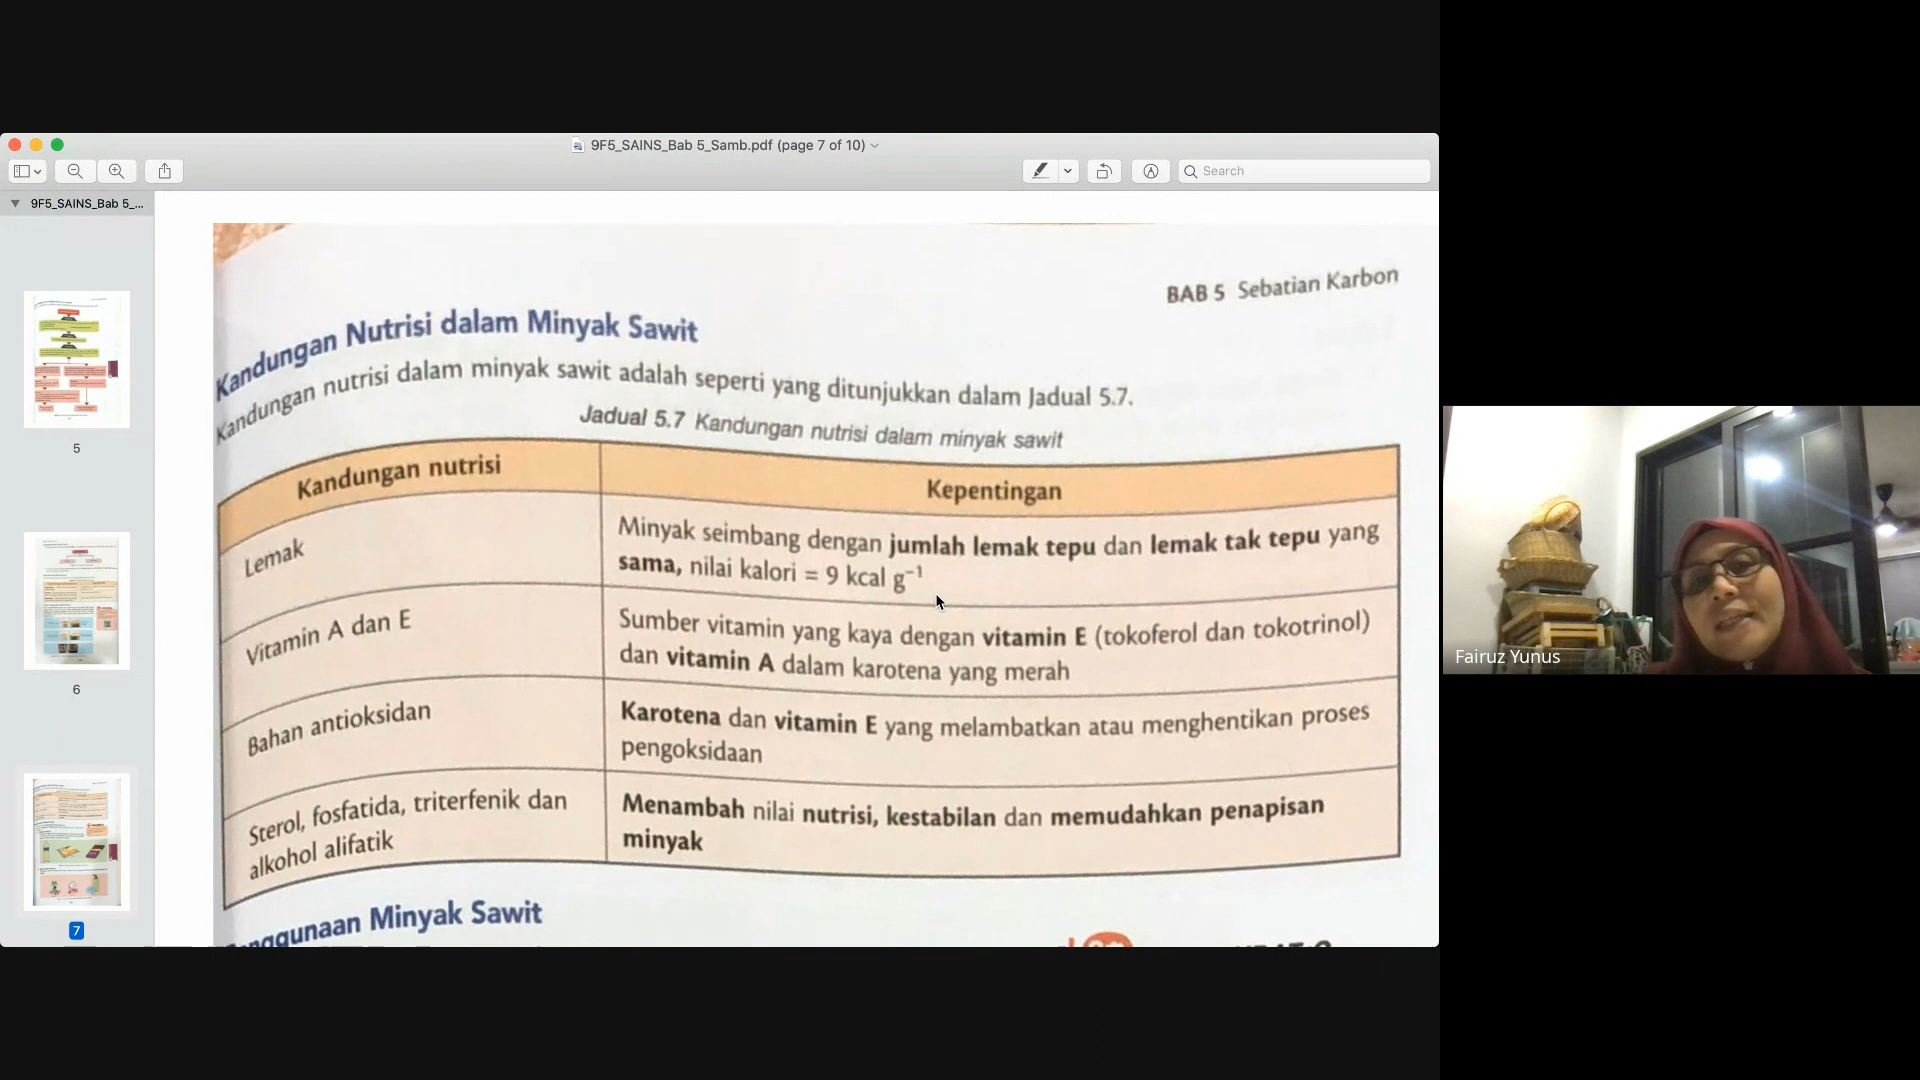 9F5_SAINS_Bab 5_Samb.pdf (page 7 of 10)
Search
9F5_SAINS_Bab 5_...
5
6
7
BAB 5 Sebatian Karbon
Kandungan Nutrisi dalam Minyak Sawit
Kandungan nutrisi dalam minyak sawit adalah seperti yang ditunjukkan dalam Jadual 5.7.
Jadual 5.7 Kandungan nutrisi dalam minyak sawit
Kandungan nutrisi
Kepentingan
Lemak
Minyak seimbang dengan jumlah lemak tepu dan lemak tak tepu yang
sama, nilai kalori = 9 kcal g⁻¹
Vitamin A dan E
Sumber vitamin yang kaya dengan vitamin E (tokoferol dan tokotrinol)
dan vitamin A dalam karotena yang merah
Bahan antioksidan
Karotena dan vitamin E yang melambatkan atau menghentikan proses
pengoksidaan
Sterol, fosfatida, triterfenik dan
alkohol alifatik
Menambah nilai nutrisi, kestabilan dan memudahkan penapisan
minyak
Minyak Sawit
Fairuz Yunus